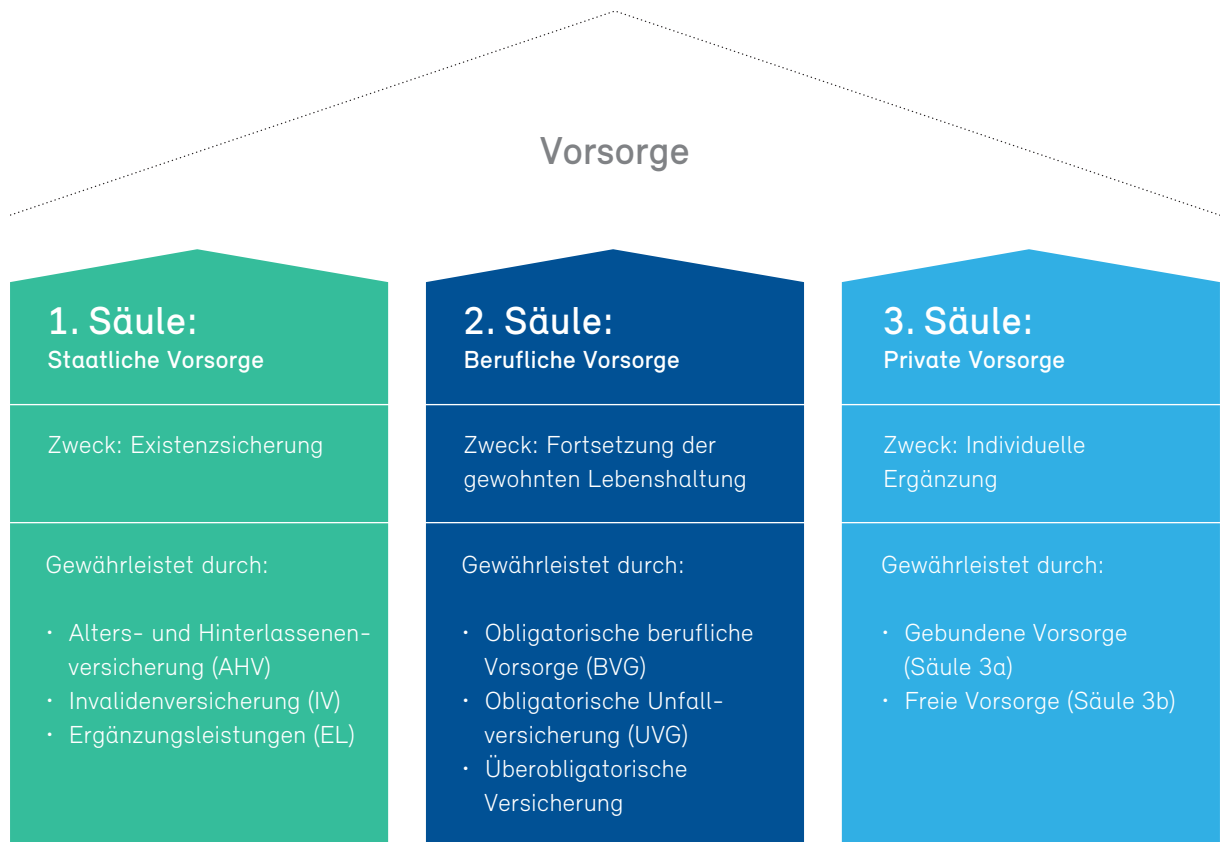 Vorsorge
1. Säule:
Staatliche Vorsorge
Zweck: Existenzsicherung
Gewährleistet durch:
· Alters- und Hinterlassenen-
versicherung (AHV)
· Invalidenversicherung (IV)
· Ergänzungsleistungen (EL)
2. Säule:
Berufliche Vorsorge
Zweck: Fortsetzung der
gewohnten Lebenshaltung
Gewährleistet durch:
· Obligatorische berufliche
Vorsorge (BVG)
· Obligatorische Unfall-
versicherung (UVG)
· Überobligatorische
Versicherung
3. Säule:
Private Vorsorge
Zweck: Individuelle
Ergänzung
Gewährleistet durch:
· Gebundene Vorsorge
(Säule 3a)
· Freie Vorsorge (Säule 3b)